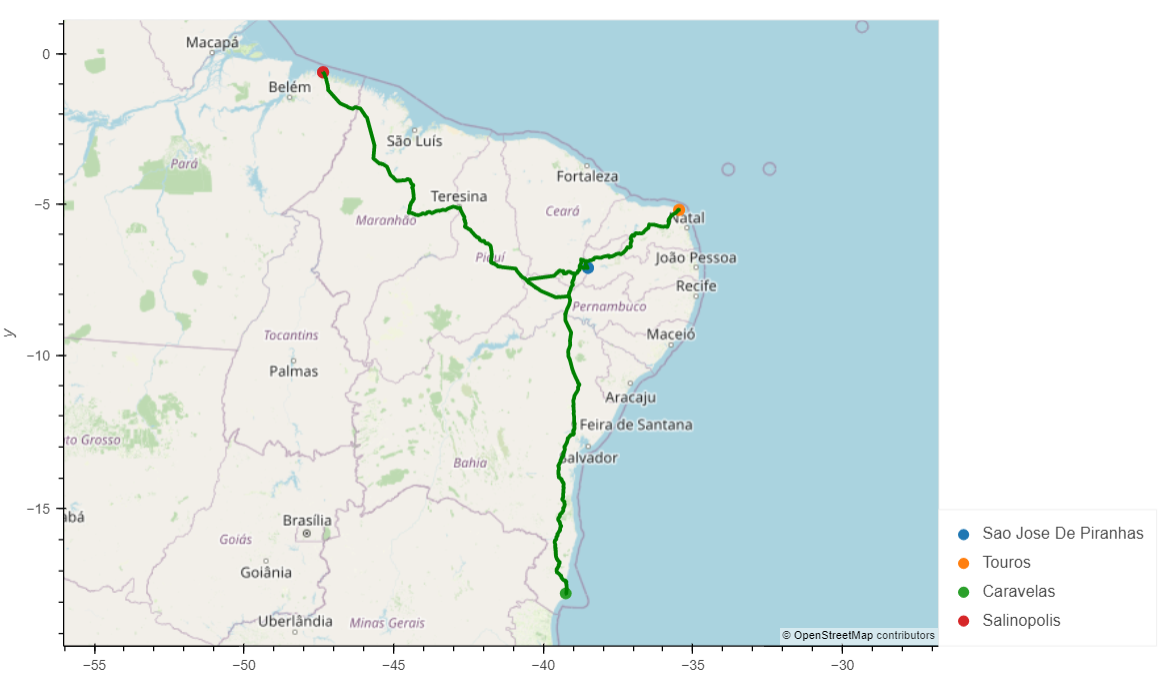 0
−5
−10
−15
y
−55
−50
−45
−40
−35
−30
Macapá
Belém
São Luís
Pará
Fortaleza
Teresina
Ceará
Maranhão
Natal
Piauí
João Pessoa
Recife
Pernambuco
Maceió
Tocantins
Palmas
Aracaju
Feira de Santana
to Grosso
Salvador
Bahia
bá
Brasília
Goiás
Goiânia
Uberlândia
Minas Gerais
© OpenStreetMap contributors
Sao Jose De Piranhas
Touros
Caravelas
Salinopolis